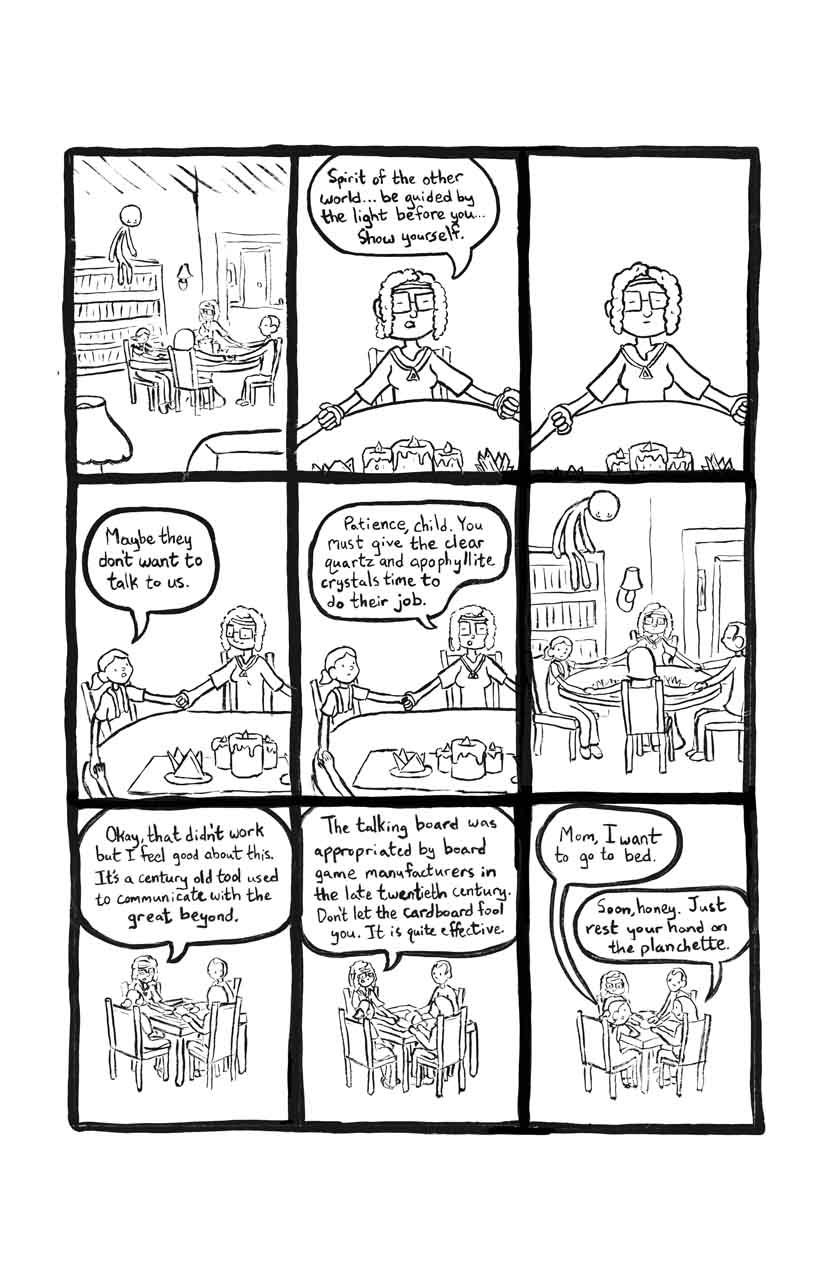 Spirit of the other
world... be guided by
the light before you...
Show yourself.
Maybe they
don't want to
talk to us.
Patience, child. You
must give the clear
quartz and apophyllite
crystals time to
do their job.
Okay, that didn't work
but I feel good about this.
It's a century old tool used
to communicate with the
great beyond.
The talking board was
appropriated by board
game manufacturers in
the late twentieth century.
Don't let the cardboard fool
you. It is quite effective.
Mom, I want
to go to bed.
Soon, honey. Just
rest your hand on
the planchette.